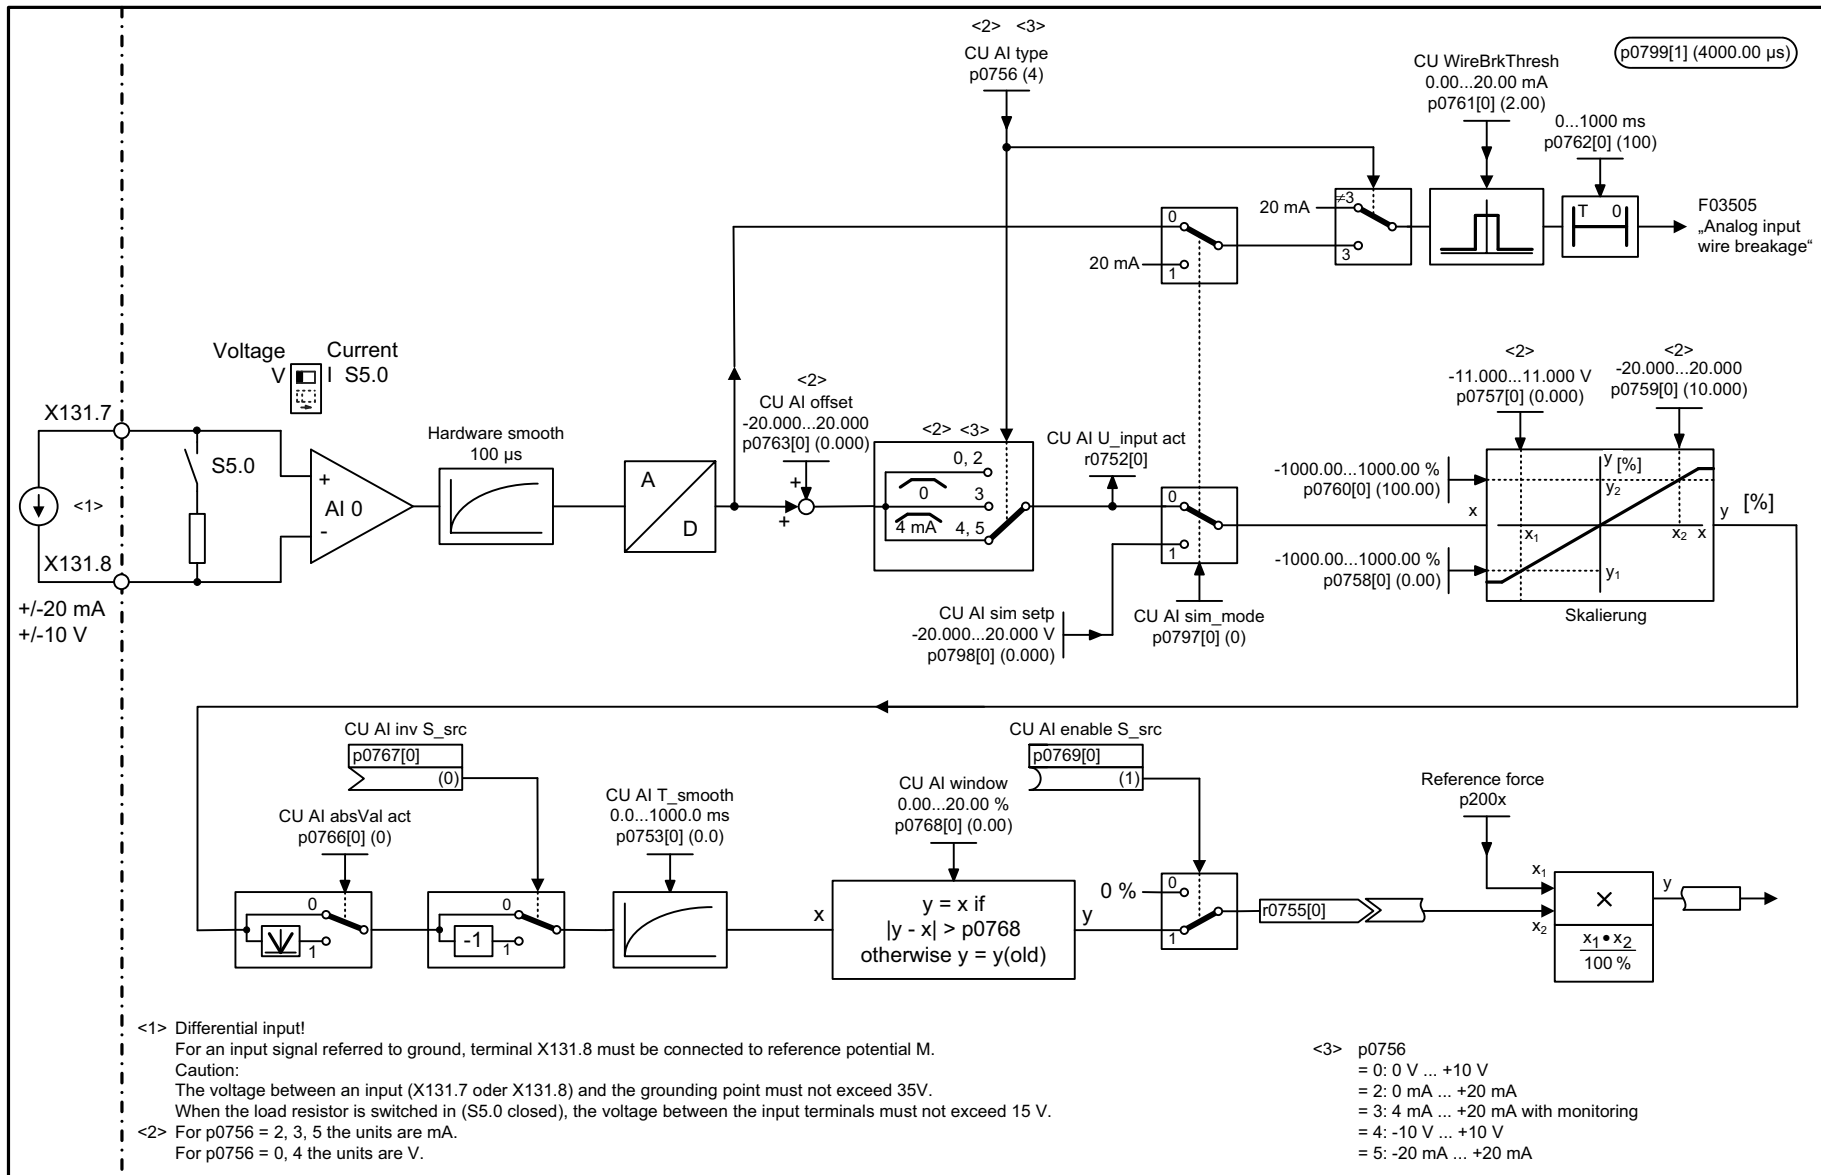 <2> <3>
CU AI type
p0756 (4)
p0799[1] (4000.00 µs)
CU WireBrkThresh
0.00...20.00 mA
p0761[0] (2.00)
0...1000 ms
p0762[0] (100)
20 mA
≠3
3
0
20 mA
1
T 0
F03505
„Analog input
wire breakage“
Voltage Current
V I S5.0
X131.7
S5.0
<1>
X131.8
+/-20 mA
+/-10 V
+
AI 0
-
Hardware smooth
100 µs
A
D
<2>
CU AI offset
-20.000...20.000
p0763[0] (0.000)
+
+
<2> <3>
0, 2
0
3
4 mA
4, 5
CU AI U_input act
r0752[0]
0
1
CU AI sim setp
-20.000...20.000 V
p0798[0] (0.000)
CU AI sim_mode
p0797[0] (0)
<2>
-11.000...11.000 V
p0757[0] (0.000)
<2>
-20.000...20.000
p0759[0] (10.000)
-1000.00...1000.00 %
p0760[0] (100.00)
-1000.00...1000.00 %
p0758[0] (0.00)
x
y [%]
y2
x1
x2 x
y1
y [%]
Skalierung
CU AI absVal act
p0766[0] (0)
0
1
CU AI inv S_src
p0767[0]
(0)
0
-1
1
CU AI T_smooth
0.0...1000.0 ms
p0753[0] (0.0)
CU AI window
0.00...20.00 %
p0768[0] (0.00)
x
y = x if
|y - x| > p0768
otherwise y = y(old)
y
CU AI enable S_src
p0769[0]
(1)
0 %
0
1
r0755[0]
Reference force
p200x
x1
x2
×
x1 • x2
100 %
y
<1> Differential input!
For an input signal referred to ground, terminal X131.8 must be connected to reference potential M.
Caution:
The voltage between an input (X131.7 oder X131.8) and the grounding point must not exceed 35V.
When the load resistor is switched in (S5.0 closed), the voltage between the input terminals must not exceed 15 V.
<2> For p0756 = 2, 3, 5 the units are mA.
For p0756 = 0, 4 the units are V.
<3> p0756
= 0: 0 V ... +10 V
= 2: 0 mA ... +20 mA
= 3: 4 mA ... +20 mA with monitoring
= 4: -10 V ... +10 V
= 5: -20 mA ... +20 mA